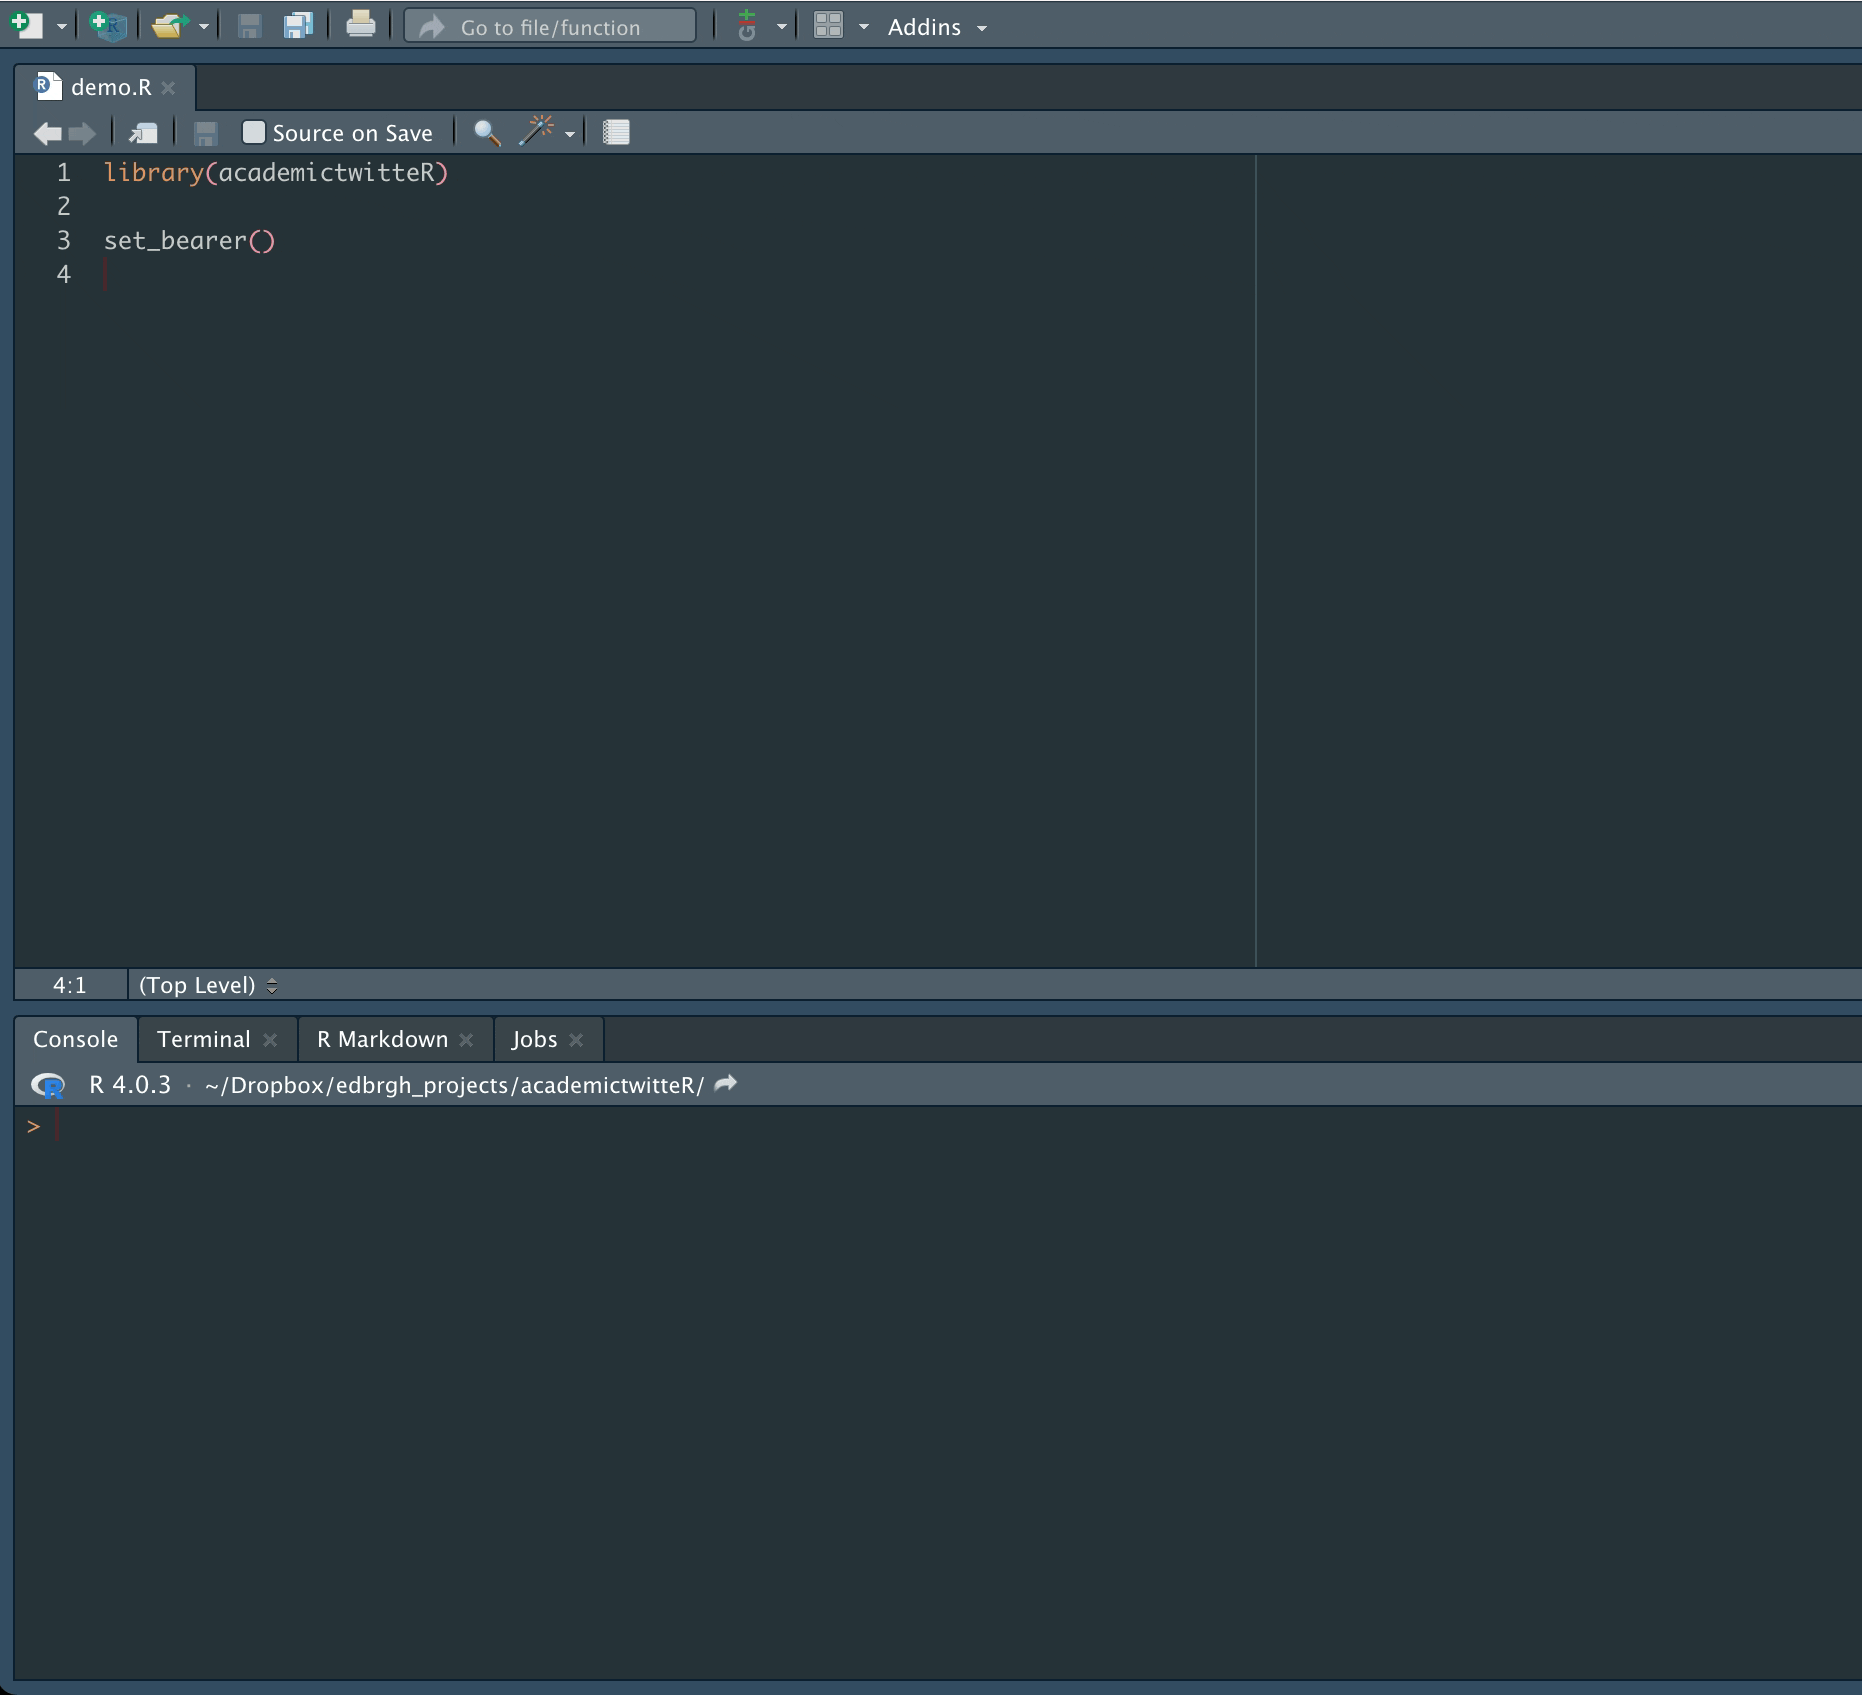 Go to file/function Addins
demo.R
Source on Save
1 library(academictwitteR)
2
3 set_bearer()
4
4:1 (Top Level)
Console Terminal R Markdown Jobs
R 4.0.3 · ~/Dropbox/edbrgh_projects/academictwitteR/
>